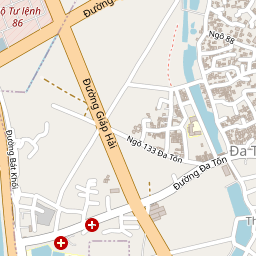 ộ Tư lệnh
86
Đường
Ngõ 88
Đường Giáp Hải
Ngõ 133 Đa Tốn
Đa T
Đường Bát Khối
Đường Đa Tốn
Th